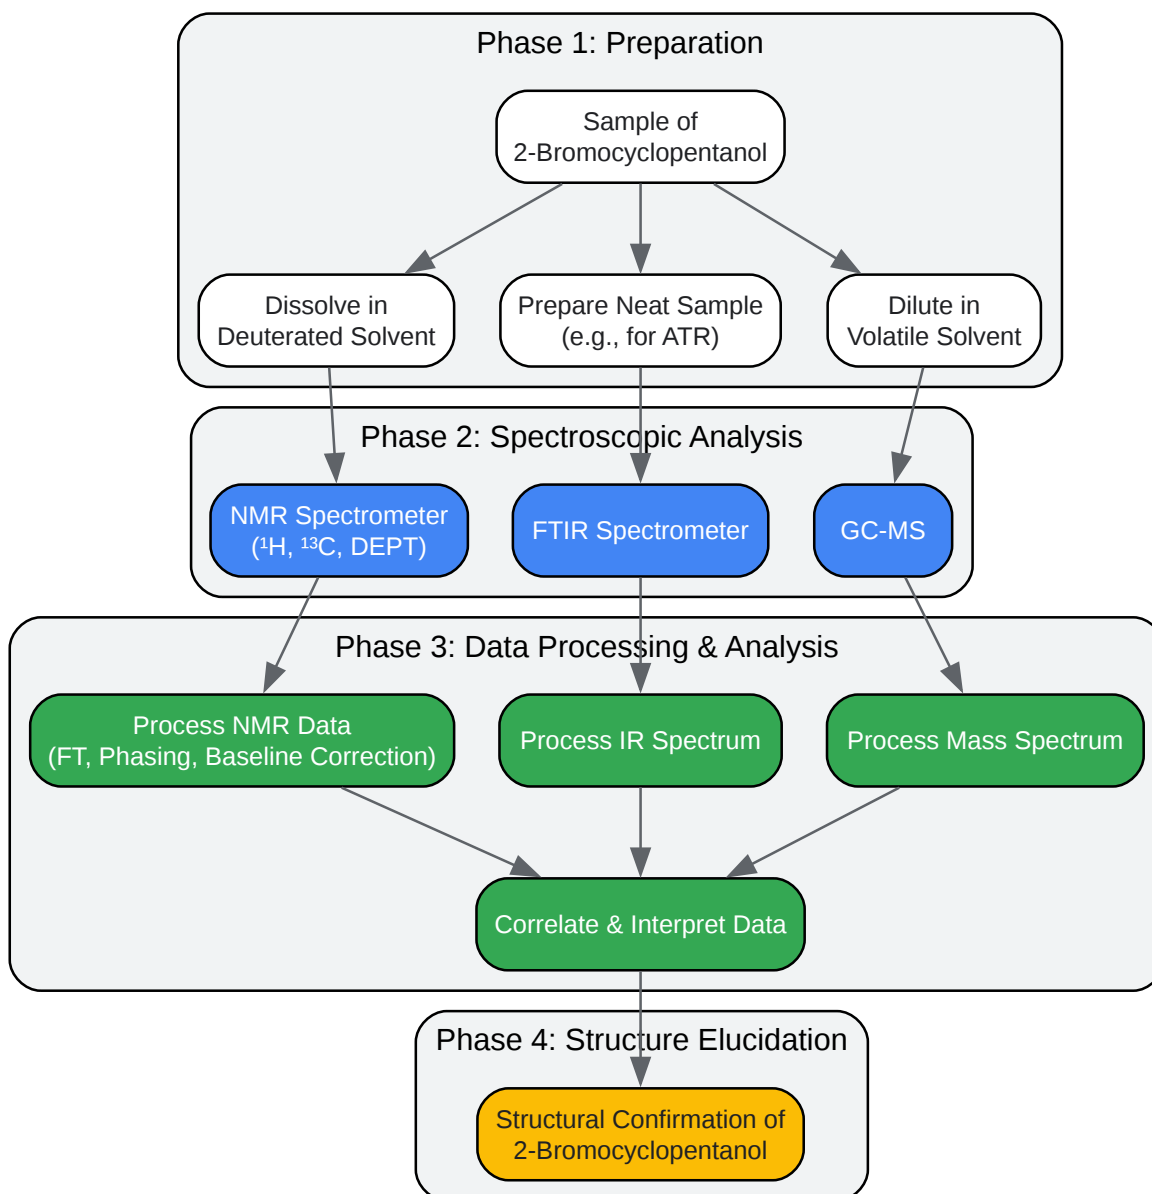 Phase 1: Preparation
Sample of
2-Bromocyclopentanol
Dissolve in
Deuterated Solvent
Prepare Neat Sample
(e.g., for ATR)
Dilute in
Volatile Solvent
Phase 2: Spectroscopic Analysis
NMR Spectrometer
(¹H, ¹³C, DEPT)
FTIR Spectrometer
GC-MS
Phase 3: Data Processing & Analysis
Process NMR Data
(FT, Phasing, Baseline Correction)
Process IR Spectrum
Process Mass Spectrum
Correlate & Interpret Data
Phase 4: Structure Elucidation
Structural Confirmation of
2-Bromocyclopentanol